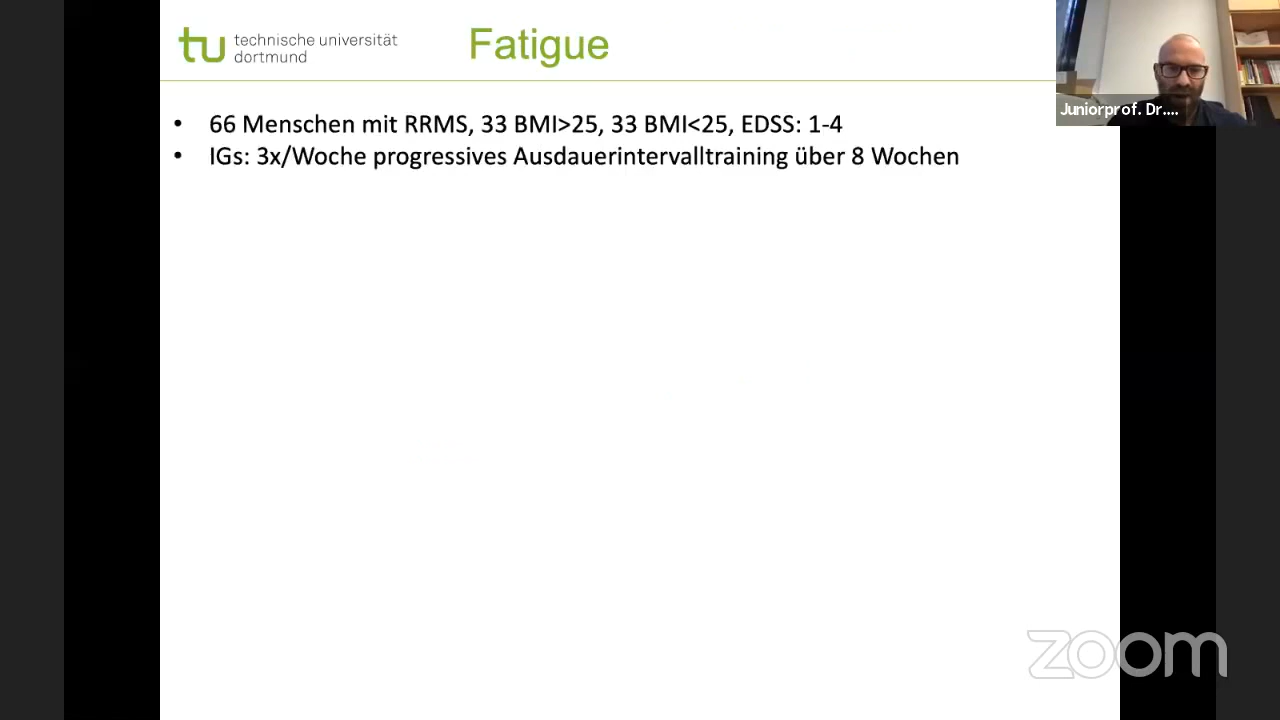 technische universität
dortmund
Fatigue
Juniorprof. Dr....
• 66 Menschen mit RRMS, 33 BMI>25, 33 BMI<25, EDSS: 1-4
• IGs: 3x/Woche progressives Ausdauerintervalltraining über 8 Wochen
zoom